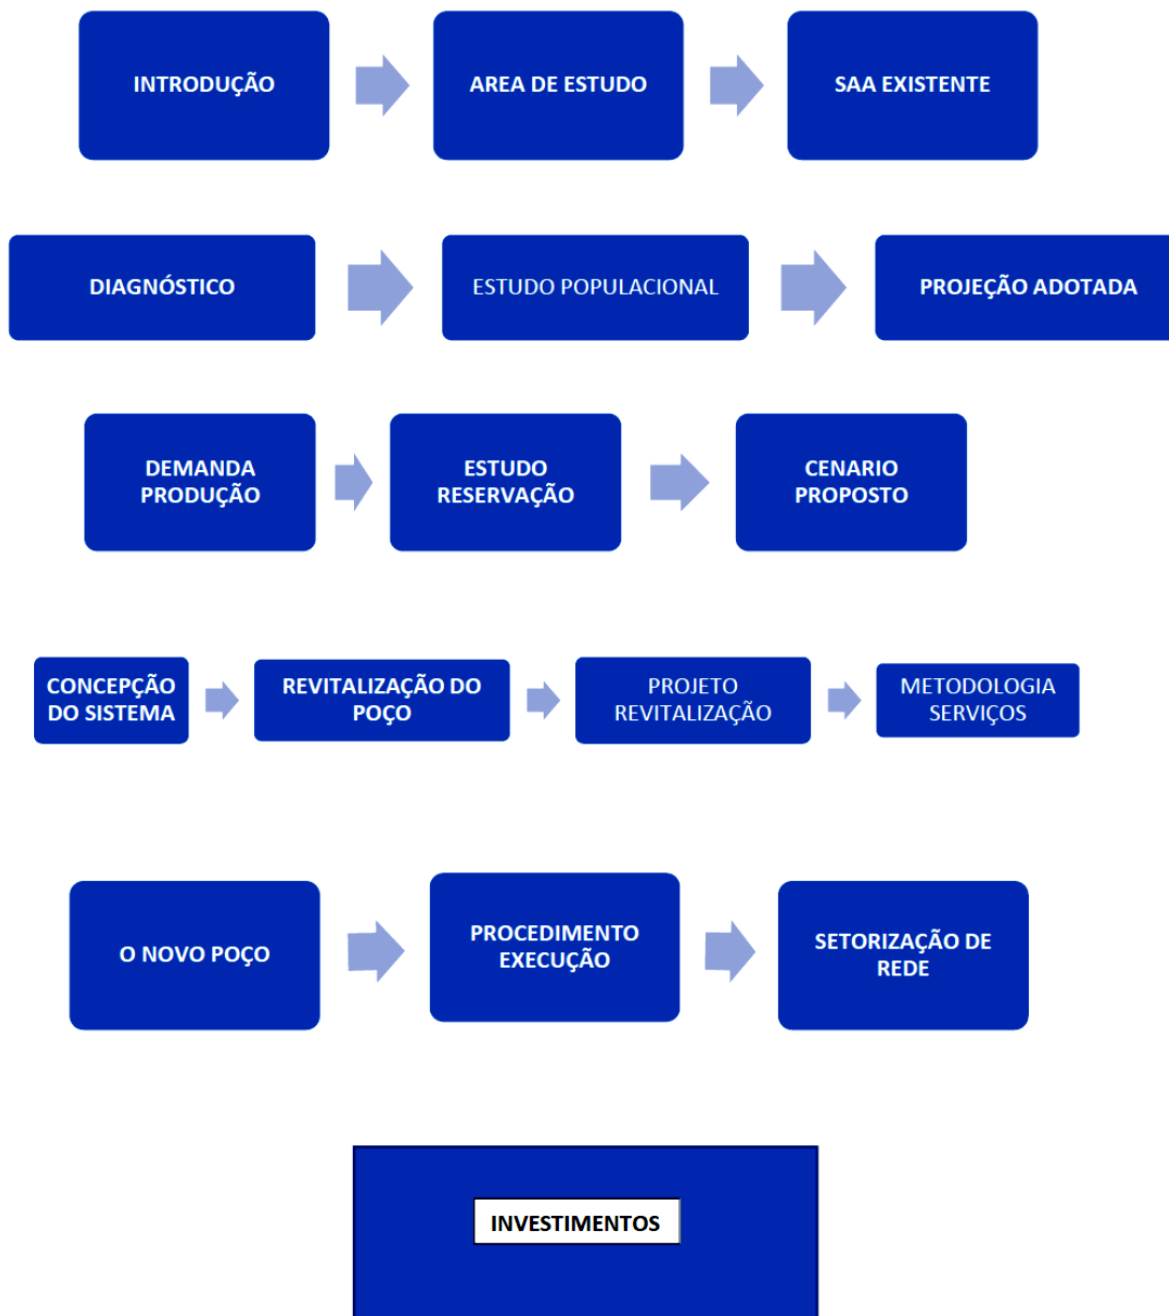 INTRODUÇÃO
AREA DE ESTUDO
SAA EXISTENTE
DIAGNÓSTICO
ESTUDO POPULACIONAL
PROJEÇÃO ADOTADA
DEMANDA
PRODUÇÃO
ESTUDO
RESERVAÇÃO
CENARIO
PROPOSTO
CONCEPÇÃO
DO SISTEMA
REVITALIZAÇÃO DO
POÇO
PROJETO
REVITALIZAÇÃO
METODOLOGIA
SERVIÇOS
O NOVO POÇO
PROCEDIMENTO
EXECUÇÃO
SETORIZAÇÃO DE
REDE
INVESTIMENTOS